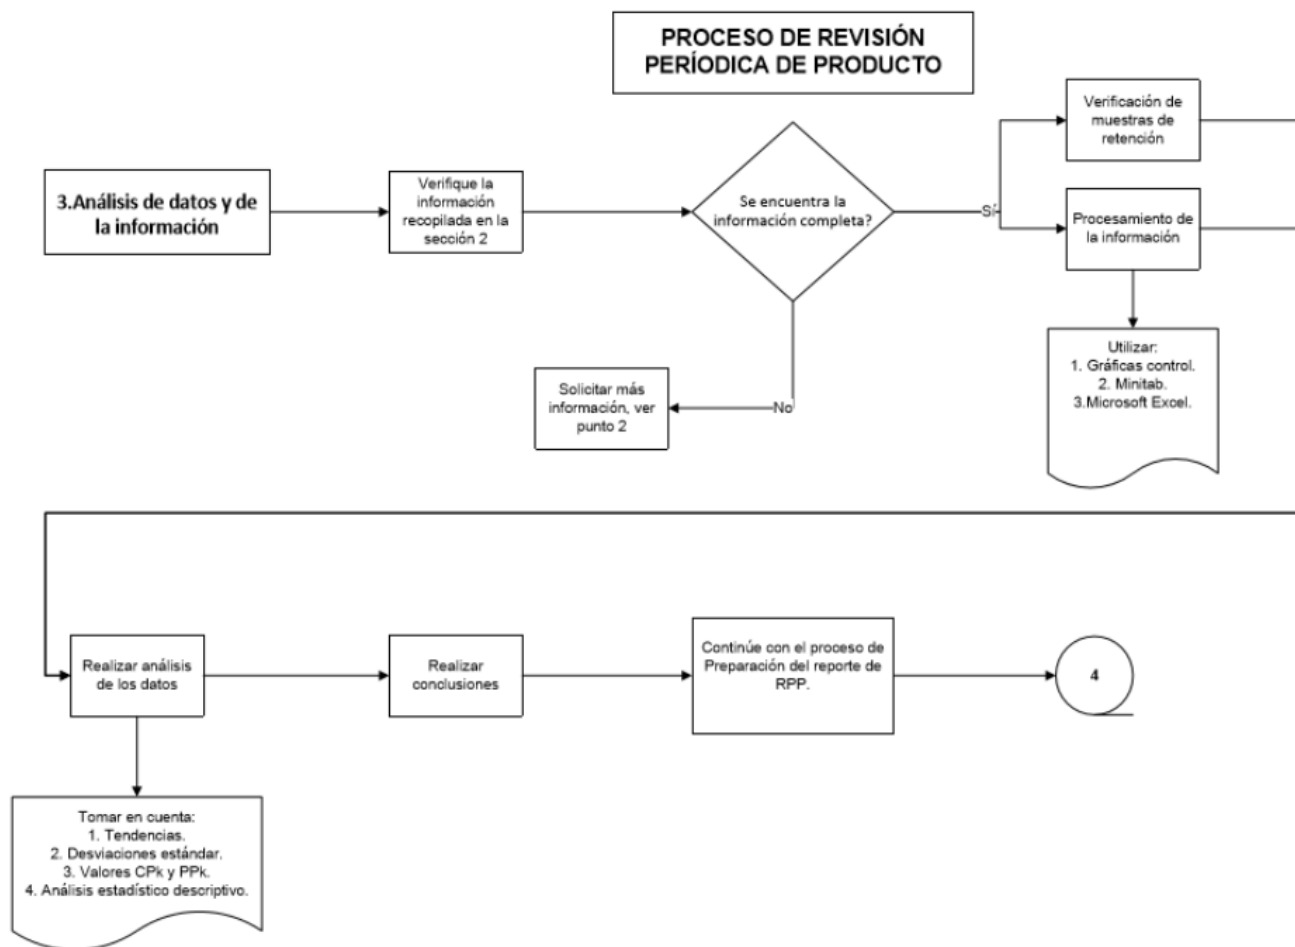 PROCESO DE REVISIÓN
PERÍODICA DE PRODUCTO
3.Análisis de datos y de
la información
Verifique la
información
recopilada en la
sección 2
Se encuentra la
información completa?
Sí
Verificación de
muestras de
retención
Procesamiento de
la información
Utilizar:
1. Gráficas control.
2. Minitab.
3.Microsoft Excel.
No
Solicitar más
información, ver
punto 2
Realizar análisis
de los datos
Realizar
conclusiones
Continúe con el proceso de
Preparación del reporte de
RPP.
4
Tomar en cuenta:
1. Tendencias.
2. Desviaciones estándar.
3. Valores CPk y PPk.
4. Análisis estadístico descriptivo.